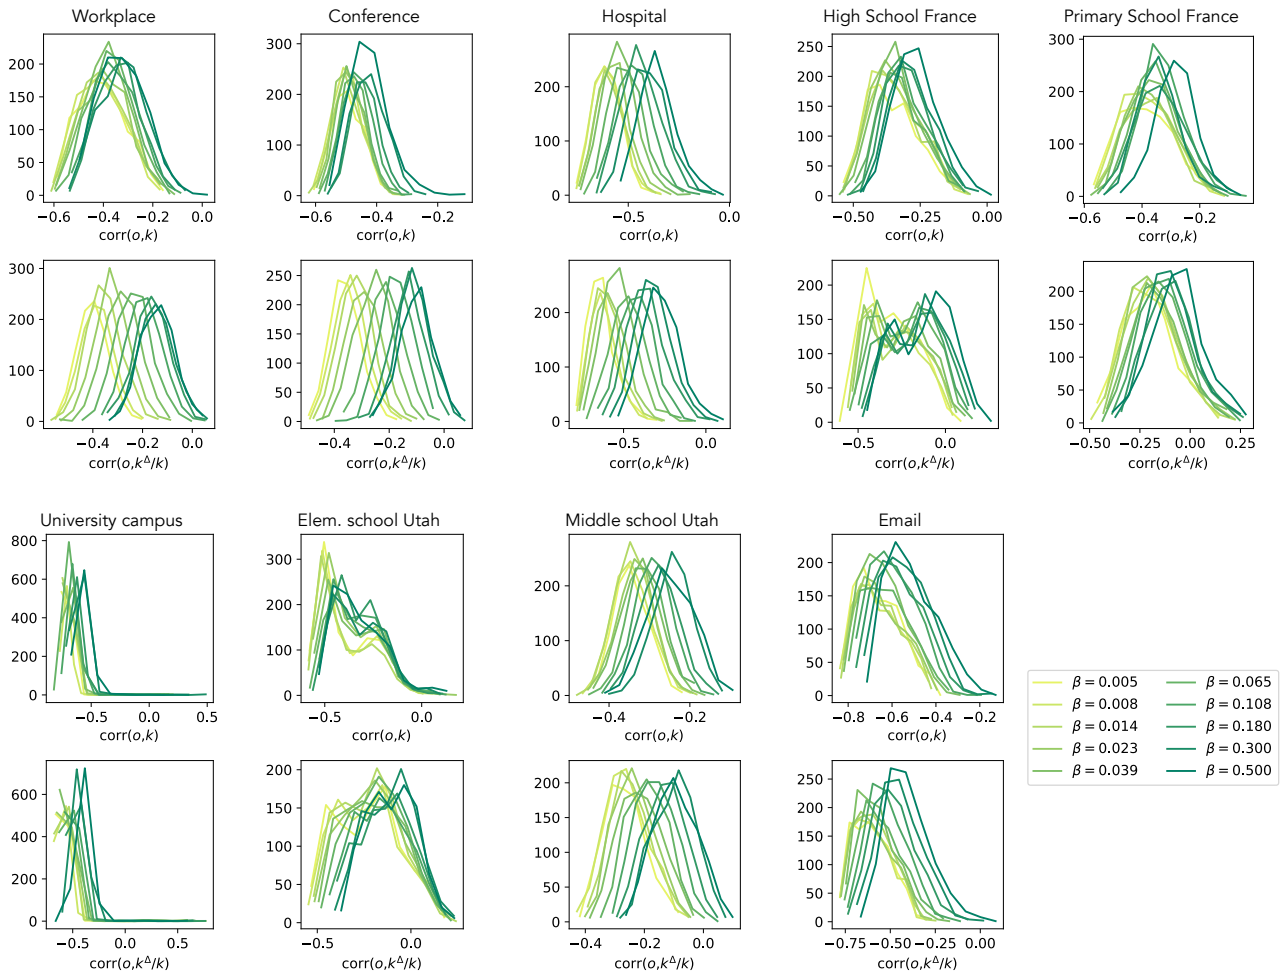 Workplace Conference Hospital High School France Primary School France
200
150
100
50
0
−0.6 −0.4 −0.2 0.0
corr(o,k)
300
200
100
0
−0.6 −0.4 −0.2
corr(o,k)
300
200
100
0
−0.5 0.0
corr(o,k)
250
200
150
100
50
0
−0.50 −0.25 0.00
corr(o,k)
300
200
100
0
−0.6 −0.4 −0.2
corr(o,k)
300
200
100
0
−0.4 −0.2 0.0
corr(o,k^Δ/k)
250
200
150
100
50
0
−0.4 −0.2 0.0
corr(o,k^Δ/k)
300
200
100
0
−0.5 0.0
corr(o,k^Δ/k)
250
200
150
100
50
0
−0.5 0.0
corr(o,k^Δ/k)
250
200
150
100
50
0
−0.50 −0.25 0.00 0.25
corr(o,k^Δ/k)
University campus Elem. school Utah Middle school Utah Email
800
600
400
200
0
−0.5 0.0 0.5
corr(o,k)
300
200
100
0
−0.5 0.0
corr(o,k)
300
200
100
0
−0.4 −0.2
corr(o,k)
200
150
100
50
0
−0.8 −0.6 −0.4 −0.2
corr(o,k)
600
400
200
0
−0.5 0.0 0.5
corr(o,k^Δ/k)
200
150
100
50
0
−0.5 0.0
corr(o,k^Δ/k)
200
150
100
50
0
−0.4 −0.2 0.0
corr(o,k^Δ/k)
250
200
150
100
50
0
−0.75 −0.50 −0.25 0.00
corr(o,k^Δ/k)
β = 0.005 β = 0.065
β = 0.008 β = 0.108
β = 0.014 β = 0.180
β = 0.023 β = 0.300
β = 0.039 β = 0.500